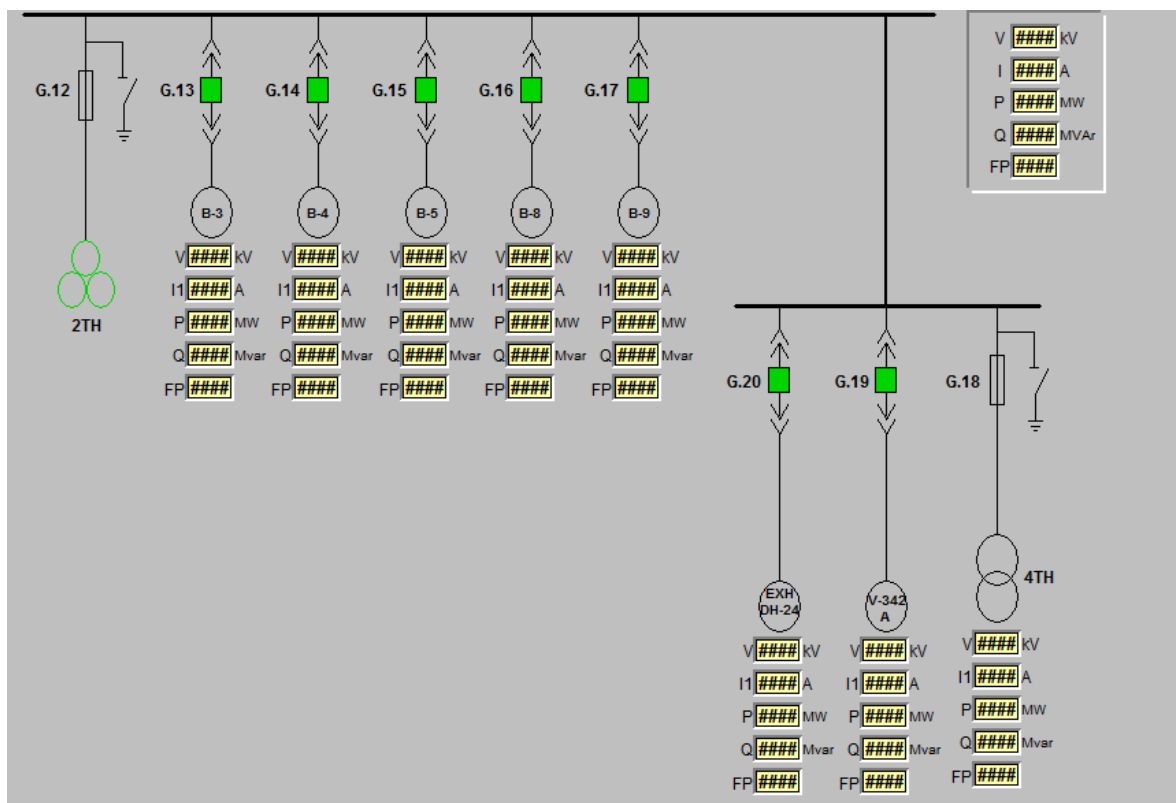 V #### kV
I #### A
P #### MW
Q #### MVAr
FP ####
G.12 G.13 G.14 G.15 G.16 G.17
B-3 B-4 B-5 B-8 B-9
V #### kV V #### kV V #### kV V #### kV V #### kV
I1 #### A I1 #### A I1 #### A I1 #### A I1 #### A
P #### MW P #### MW P #### MW P #### MW P #### MW
Q #### Mvar Q #### Mvar Q #### Mvar Q #### Mvar Q #### Mvar
FP #### FP #### FP #### FP #### FP ####
2TH
G.20 G.19 G.18
4TH
EXH
DH-24
V-342
A
V #### kV V #### kV V #### kV
I1 #### A I1 #### A I1 #### A
P #### MW P #### MW P #### MW
Q #### Mvar Q #### Mvar Q #### Mvar
FP #### FP #### FP ####